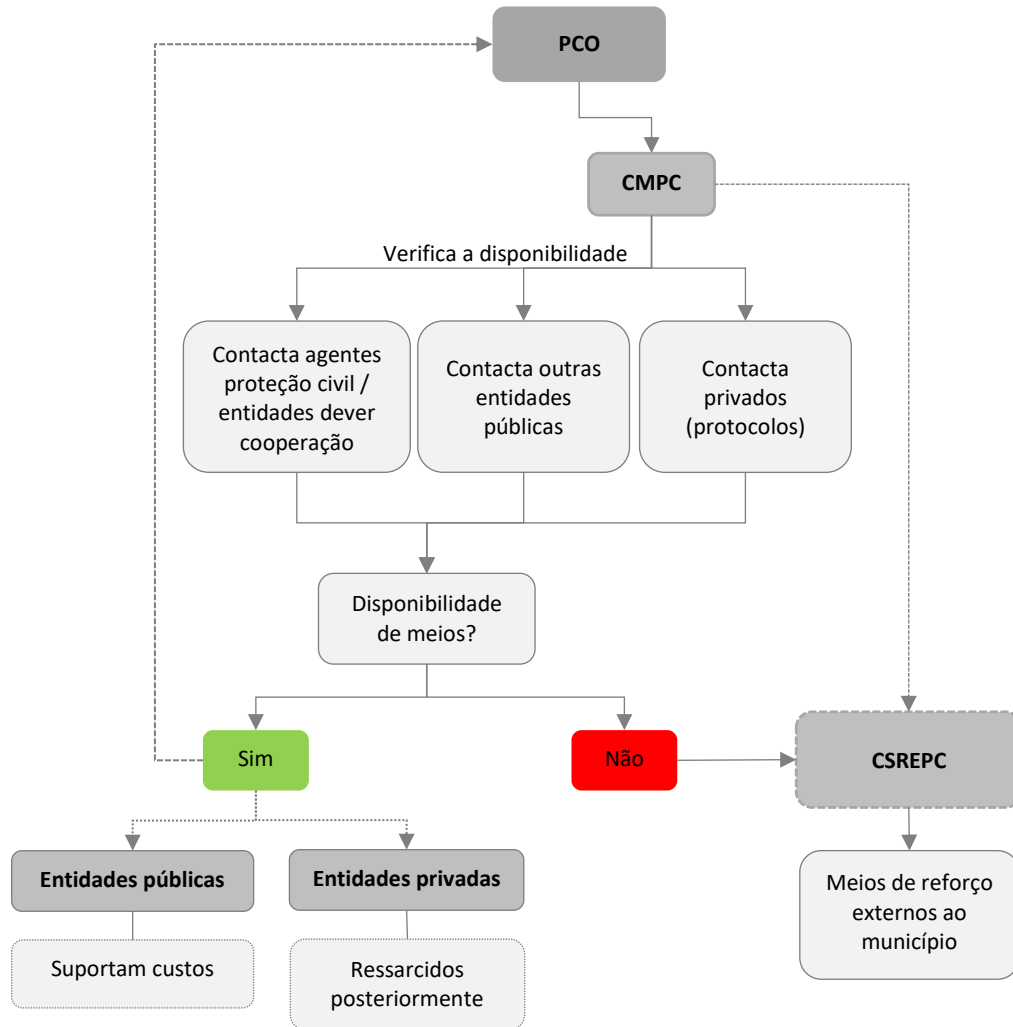 PCO
CMPC
Verifica a disponibilidade
Contacta agentes
proteção civil /
entidades dever
cooperação
Contacta outras
entidades
públicas
Contacta
privados
(protocolos)
Disponibilidade
de meios?
Sim
Não
CSREPC
Entidades públicas
Entidades privadas
Meios de reforço
externos ao
município
Suportam custos
Ressarcidos
posteriormente